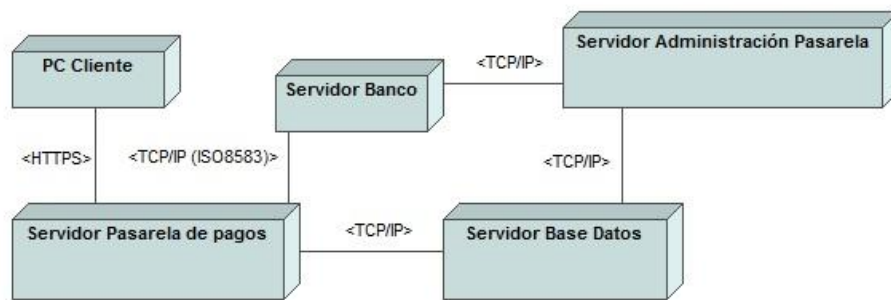 Servidor Administración Pasarela
PC Cliente
<TCP/IP>
Servidor Banco
<HTTPS>
<TCP/IP (ISO8583)>
<TCP/IP>
Servidor Pasarela de pagos
<TCP/IP>
Servidor Base Datos